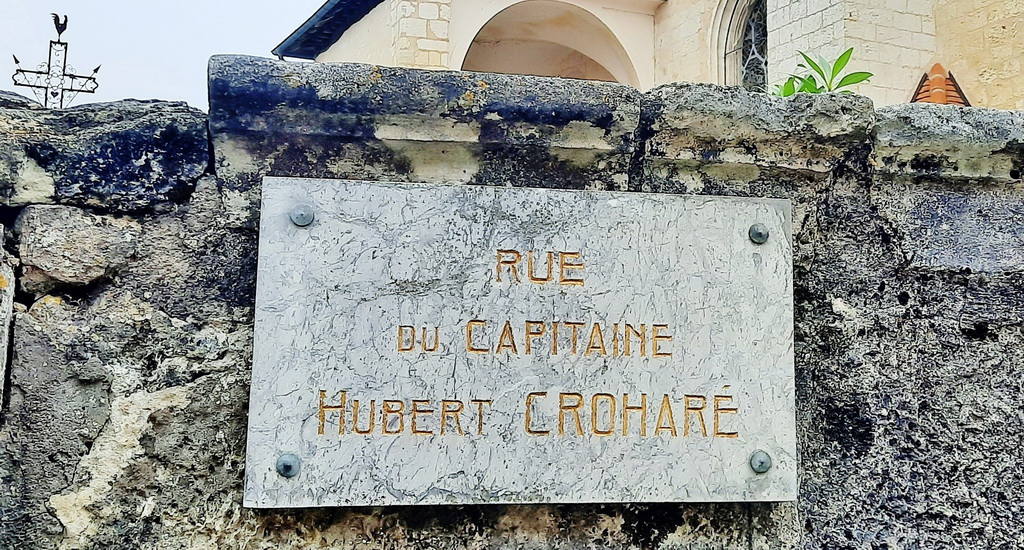 RUE
DU CAPITAINE
HUBERT CROHARÉ